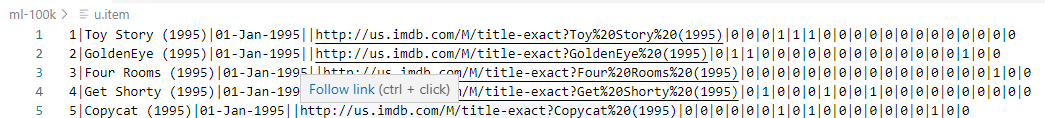 ml-100k > u.item
1 1|Toy Story (1995)|01-Jan-1995||http://us.imdb.com/M/title-exact?Toy%20Story%20(1995)|0|0|0|1|1|1|0|0|0|0|0|0|0|0|0|0|0|0|0
2 2|GoldenEye (1995)|01-Jan-1995||http://us.imdb.com/M/title-exact?GoldenEye%20(1995)|0|1|1|0|0|0|0|0|0|0|0|0|0|0|0|0|1|0|0
3 3|Four Rooms (1995)|01-Jan-1995||http://us.imdb.com/M/title-exact?Four%20Rooms%20(1995)|0|0|0|0|0|0|0|0|0|0|0|0|0|0|0|0|1|0|0
4 4|Get Shorty (1995)|01-Jan-1995 Follow link (ctrl + click) M/title-exact?Get%20Shorty%20(1995)|0|1|0|0|0|1|0|0|1|0|0|0|0|0|0|0|0|0|0
5 5|Copycat (1995)|01-Jan-1995||http://us.imdb.com/M/title-exact?Copycat%20(1995)|0|0|0|0|0|0|1|0|1|0|0|0|0|0|0|0|1|0|0